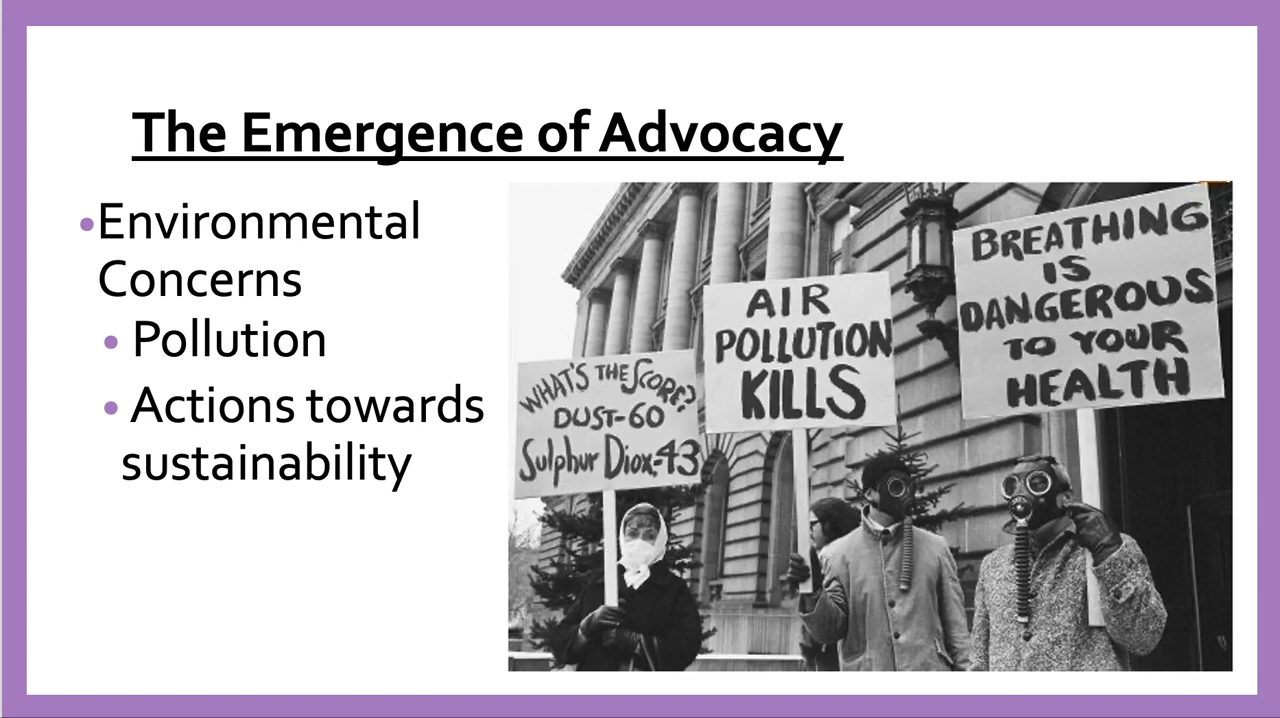 The Emergence of Advocacy
•Environmental
Concerns
• Pollution
• Actions towards
sustainability
WHAT'S THE SCORE?
DUST-60
Sulphur Diox-43
AIR
POLLUTION
KILLS
BREATHING
IS
DANGEROUS
TO YOUR
HEALTH